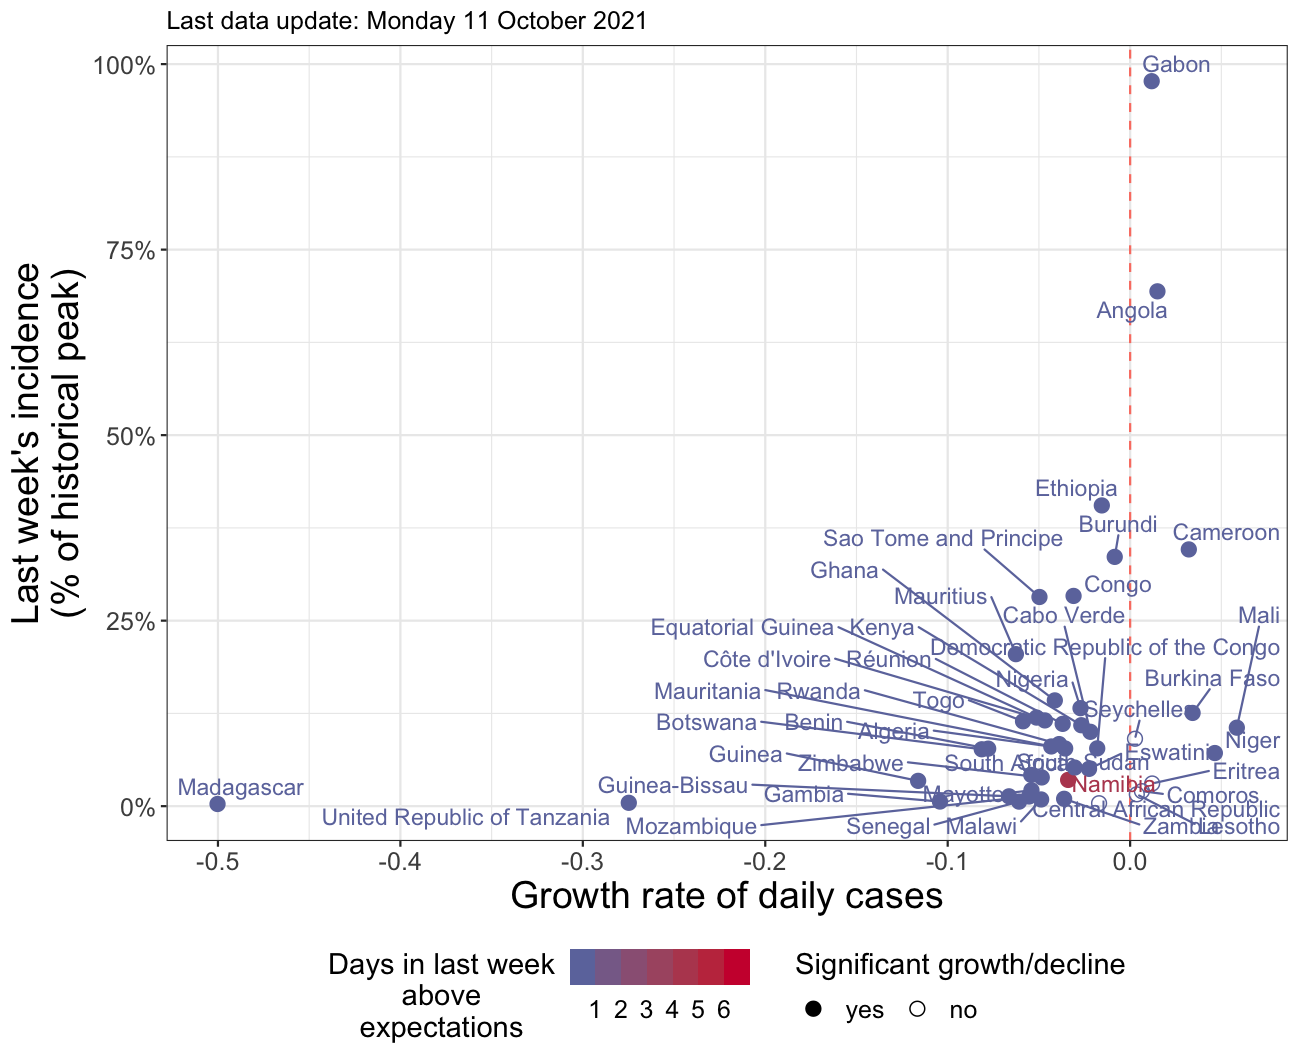 Last data update: Monday 11 October 2021
Last week's incidence
(% of historical peak)
100%
75%
50%
25%
0%
Gabon
Angola
Ethiopia
Burundi
Cameroon
Sao Tome and Principe
Ghana
Congo
Mauritius
Cabo Verde
Mali
Equatorial Guinea
Kenya
Democratic Republic of the Congo
Côte d'Ivoire
Réunion
Nigeria
Burkina Faso
Mauritania
Rwanda
Togo
Seychelles
Botswana
Benin
Algeria
Niger
Guinea
Zimbabwe
South Africa
South Sudan
Eswatini
Eritrea
Madagascar
Guinea-Bissau
Gambia
Mayotte
Namibia
Comoros
United Republic of Tanzania
Central African Republic
Mozambique
Senegal
Malawi
Zambia
Lesotho
-0.5 -0.4 -0.3 -0.2 -0.1 0.0
Growth rate of daily cases
Days in last week
above
expectations
1 2 3 4 5 6
Significant growth/decline
yes no